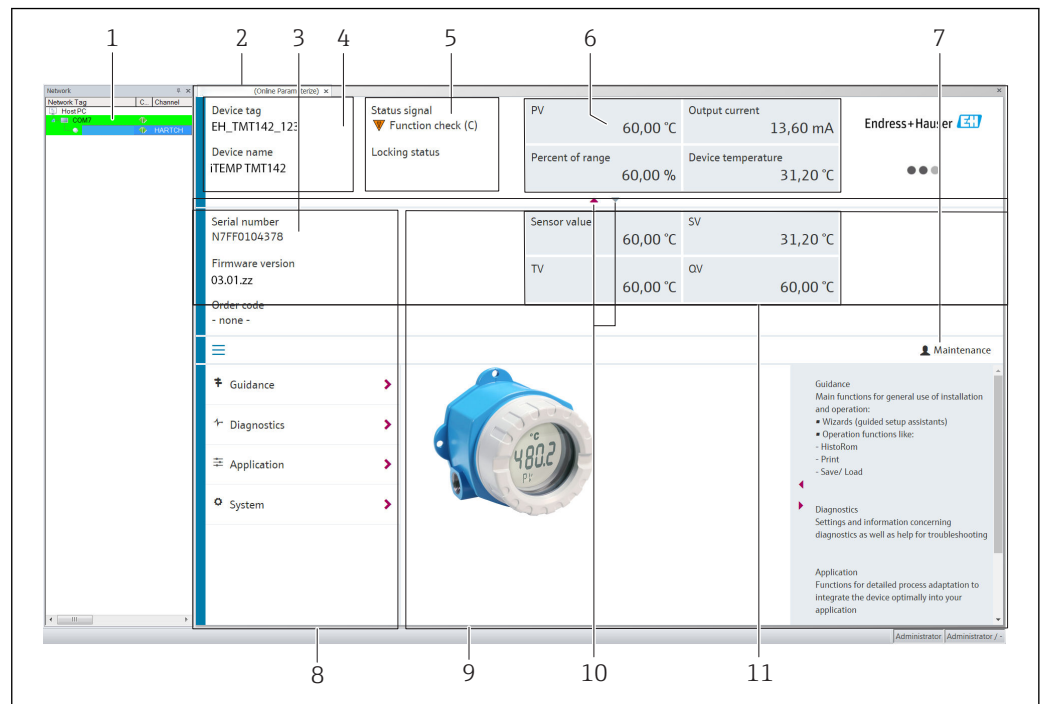 1 2 3 4 5 6 7
Network
(Online Parameterize) ×
Network Tag C... Channel
Host PC
COM7
HARTCH
Device tag
EH_TMT142_123
Device name
iTEMP TMT142
Status signal
Function check (C)
Locking status
PV
60,00 °C
Output current
13,60 mA
Percent of range
60,00 %
Device temperature
31,20 °C
Endress+Hauser EH
Serial number
N7FF0104378
Firmware version
03.01.zz
Order code
- none -
Sensor value
60,00 °C
SV
31,20 °C
TV
60,00 °C
QV
60,00 °C
Maintenance
Guidance
Diagnostics
Application
System
°C
480.2
PV
Guidance
Main functions for general use of installation
and operation:
▪ Wizards (guided setup assistants)
▪ Operation functions like:
- HistoRom
- Print
- Save/ Load
Diagnostics
Settings and information concerning
diagnostics as well as help for troubleshooting
Application
Functions for detailed process adaptation to
integrate the device optimally into your
application
Administrator Administrator / -
8 9 10 11